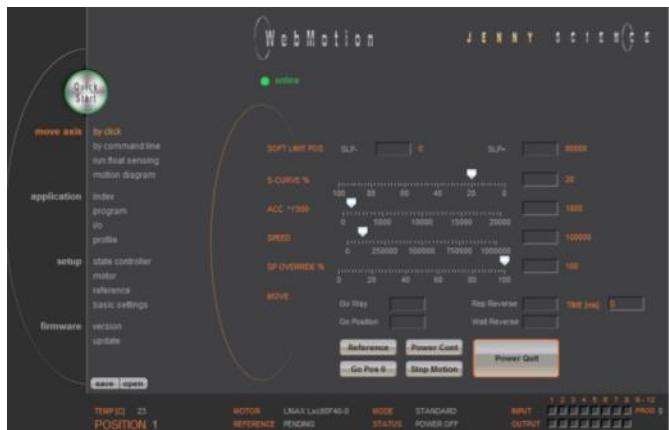 WebMotion
JENNY SCIENCE
online
Quick Start
move axis by click
by command line
run float sensing
motion diagram
application index
program
i/o
profile
setup state controller
motor
reference
basic settings
firmware version
update
save open
SOFT LIMIT POS SLP- 0 SLP+ 80000
S-CURVE % 20
100 80 60 40 20 0
ACC *1'000 1000
0 5000 10000 15000 20000
SPEED 100000
0 250000 500000 750000 1000000
SP OVERRIDE % 100
0 20 40 60 80 100
MOVE
Go Way Rep Reverse TIME [ms] 0
Go Position Wait Reverse
Reference Power Cont Power Quit
Go Pos 0 Stop Motion
1 2 3 4 5 6 7 8 9-12
TEMP [C] 23 MOTOR LINAX Lxc80F40-0 MODE STANDARD INPUT PROG 0
POSITION 1 REFERENCE PENDING STATUS POWER OFF OUTPUT